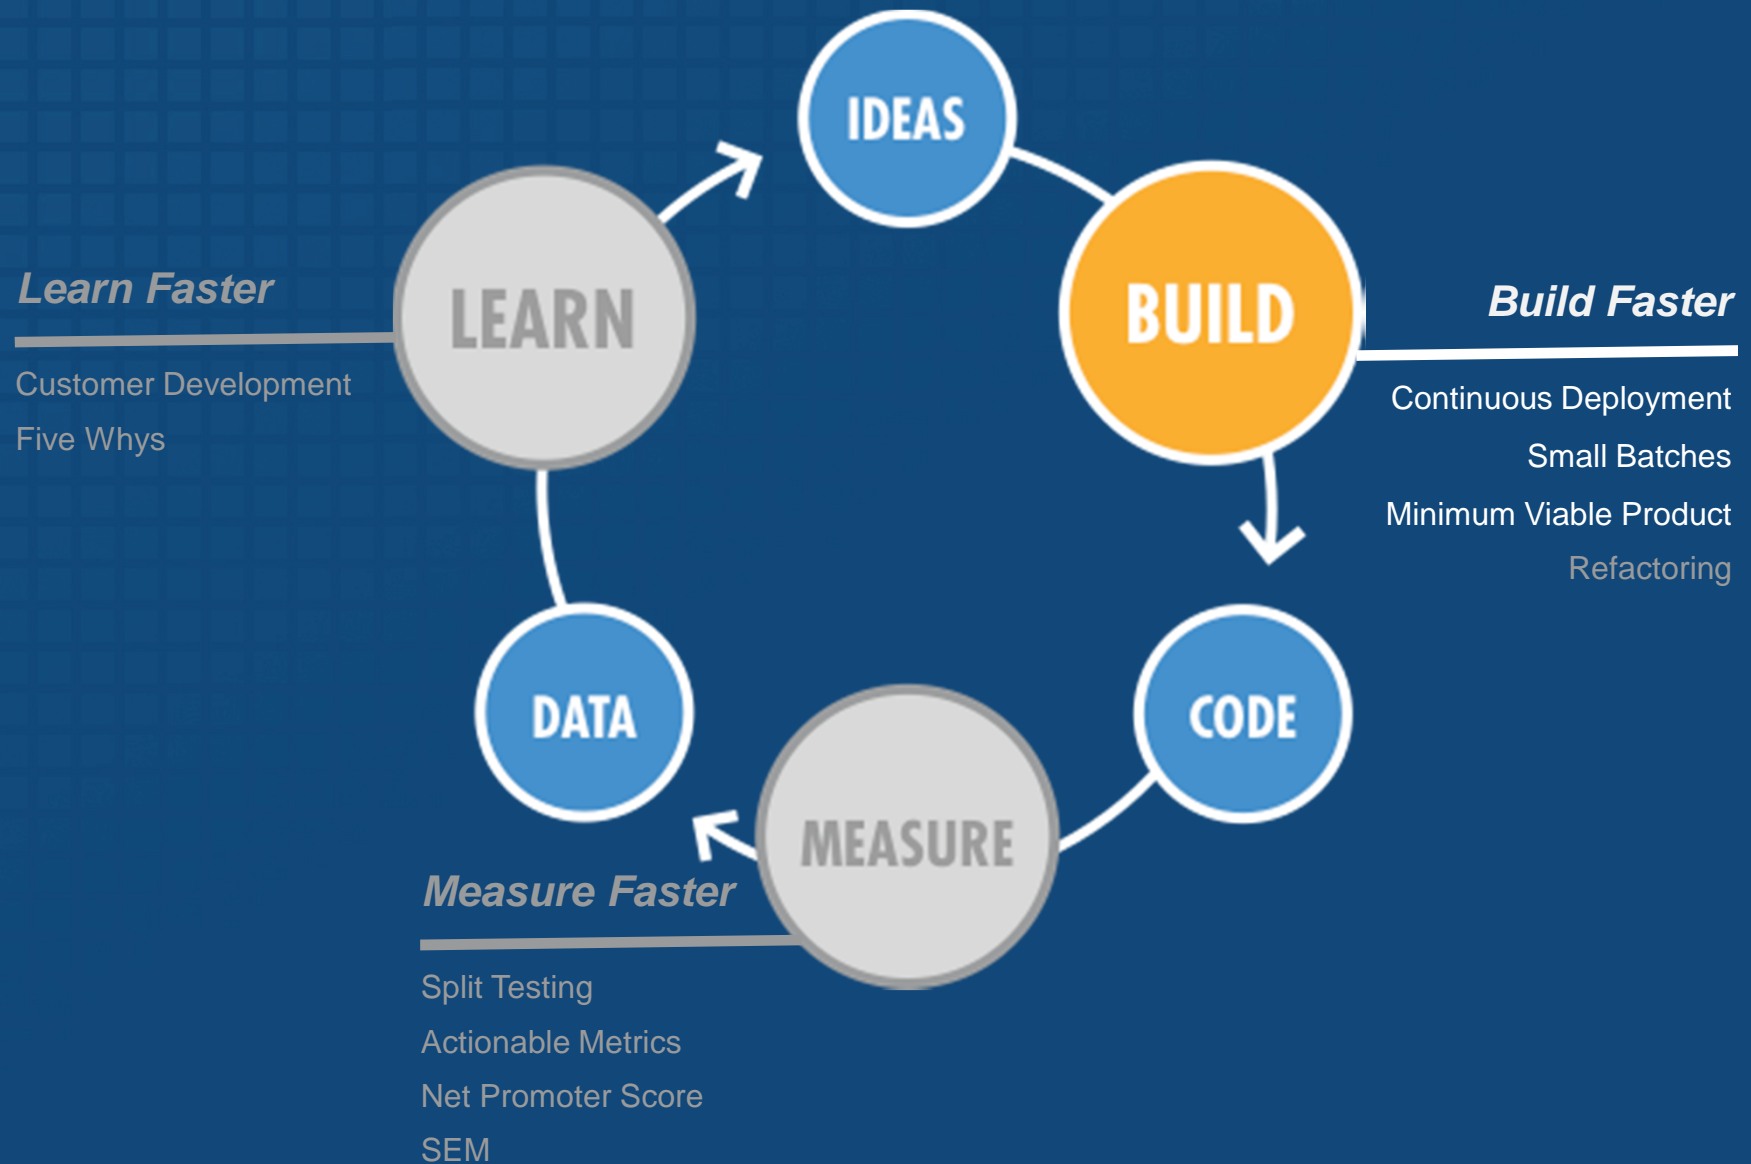 IDEAS
BUILD
LEARN
Learn Faster
Customer Development
Five Whys
Build Faster
Continuous Deployment
Small Batches
Minimum Viable Product
Refactoring
CODE
DATA
MEASURE
Measure Faster
Split Testing
Actionable Metrics
Net Promoter Score
SEM